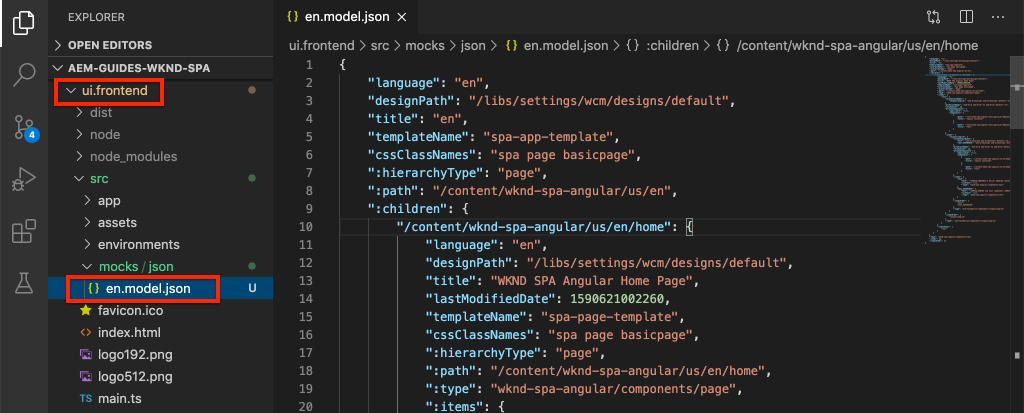 EXPLORER
OPEN EDITORS
AEM-GUIDES-WKND-SPA
ui.frontend
dist
node
node_modules
src
app
assets
environments
mocks / json
{ } en.model.json U
favicon.ico
<> index.html
logo192.png
logo512.png
TS main.ts
4
{ } en.model.json ×
ui.frontend > src > mocks > json > { } en.model.json > { } :children > { } /content/wknd-spa-angular/us/en/home
1 {
2 "language": "en",
3 "designPath": "/libs/settings/wcm/designs/default",
4 "title": "en",
5 "templateName": "spa-app-template",
6 "cssClassNames": "spa page basicpage",
7 ":hierarchyType": "page",
8 ":path": "/content/wknd-spa-angular/us/en",
9 ":children": {
10 "/content/wknd-spa-angular/us/en/home": {
11 "language": "en",
12 "designPath": "/libs/settings/wcm/designs/default",
13 "title": "WKND SPA Angular Home Page",
14 "lastModifiedDate": 1590621002260,
15 "templateName": "spa-page-template",
16 "cssClassNames": "spa page basicpage",
17 ":hierarchyType": "page",
18 ":path": "/content/wknd-spa-angular/us/en/home",
19 ":type": "wknd-spa-angular/components/page",
20 ":items": {